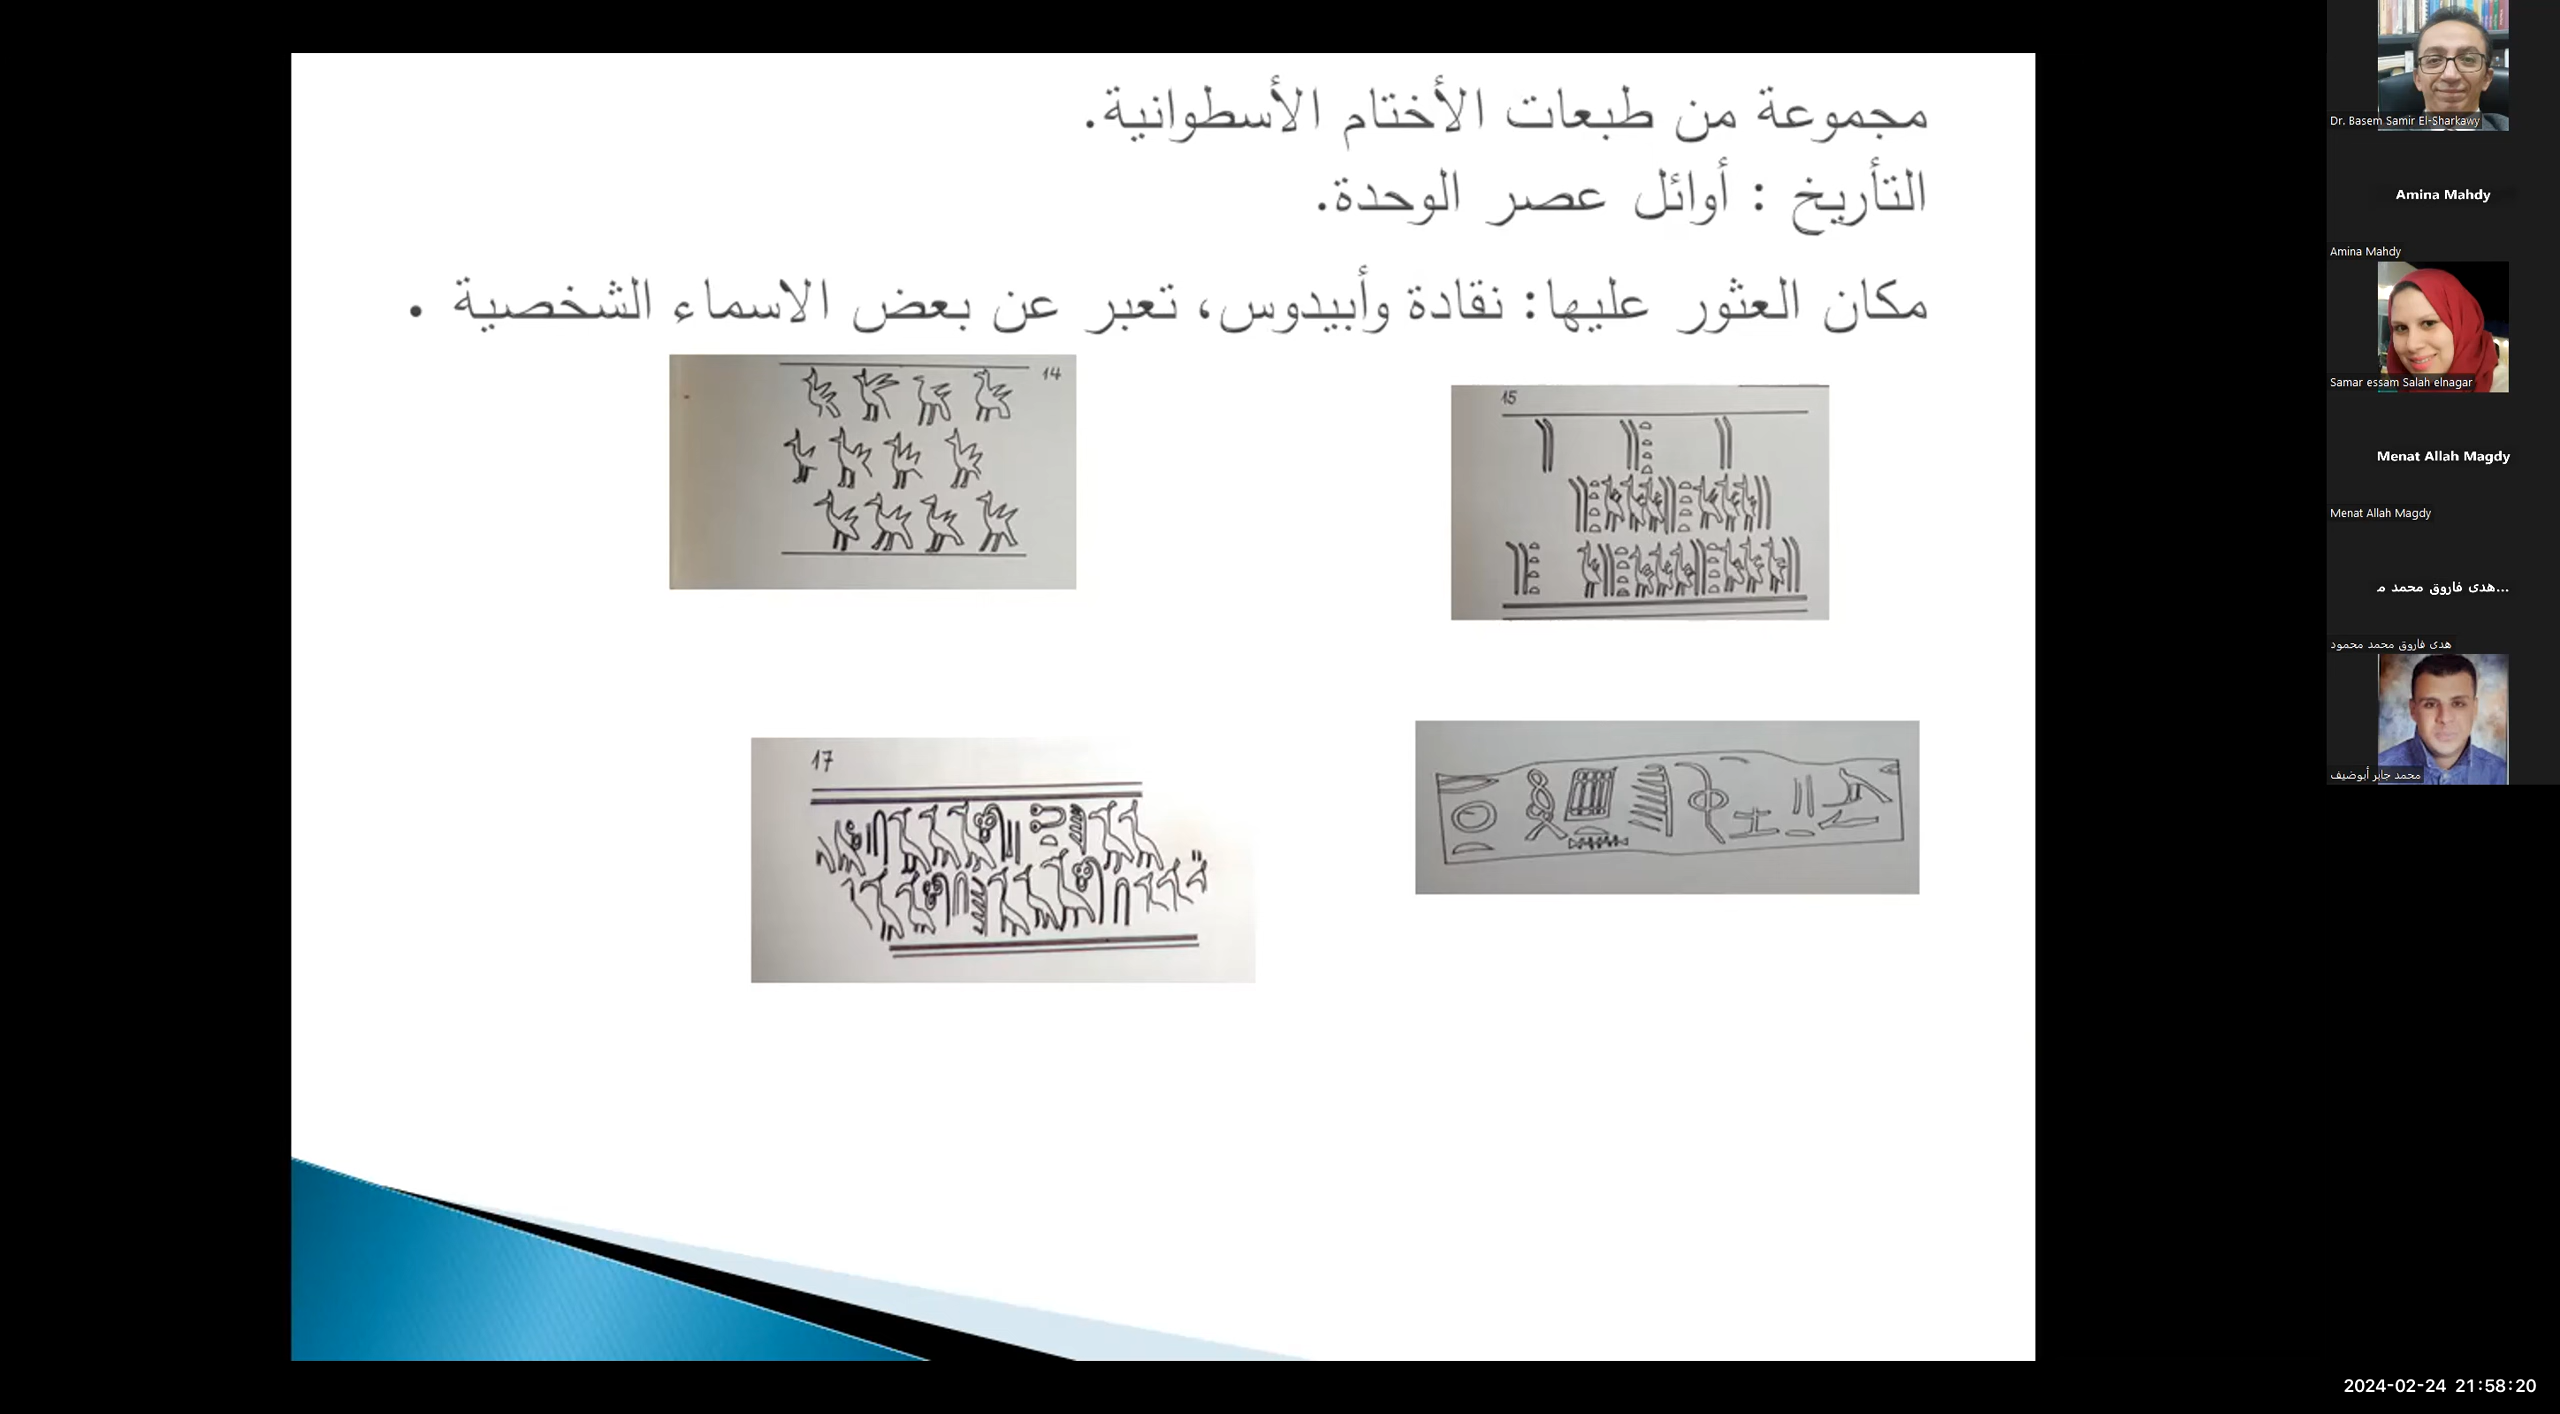 مجموعة من طبعات الأختام الأسطوانية.
التأريخ : أوائل عصر الوحدة.
مكان العثور عليها: نقادة وأبيدوس، تعبر عن بعض الاسماء الشخصية .
14
15
17
Dr. Basem Samir El-Sharkawy
Amina Mahdy
Amina Mahdy
Samar essam Salah elnagar
Menat Allah Magdy
Menat Allah Magdy
هدى فاروق محمد م...
هدى فاروق محمد محمود
محمد جابر أبوضيف
2024-02-24 21:58:20